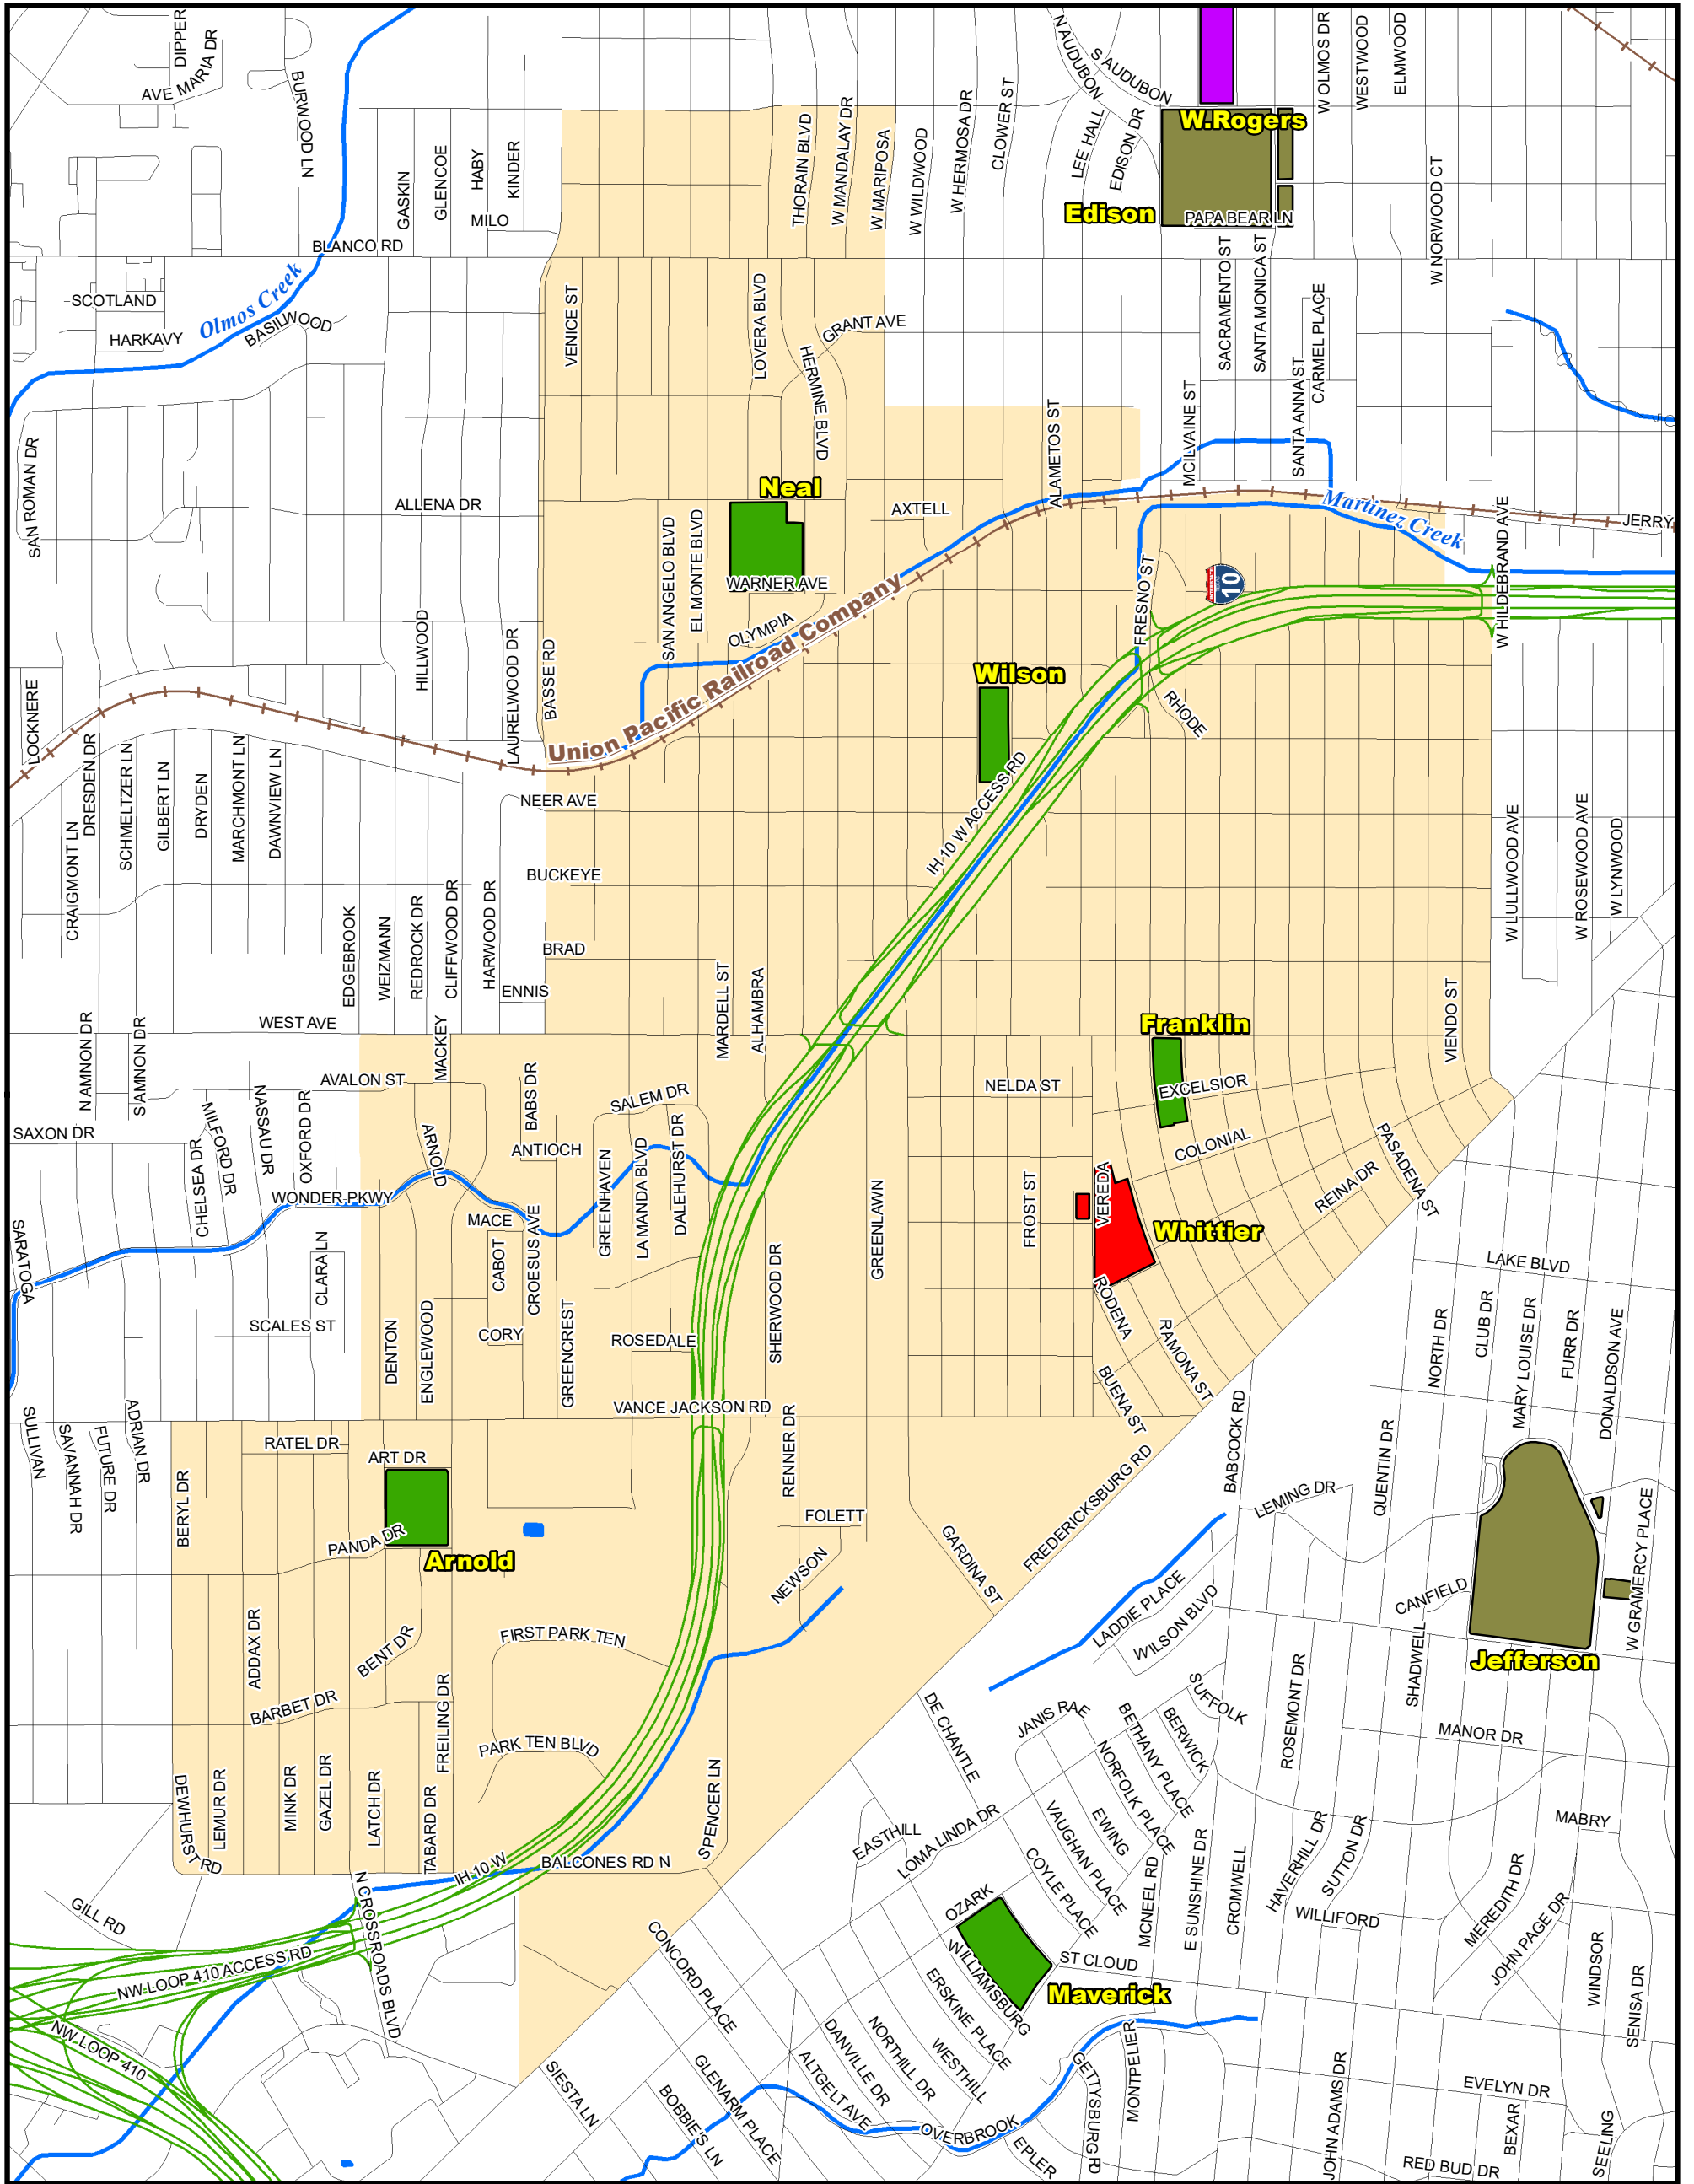 DIPPER
AVE MARIA DR
BURWOOD LN
GASKIN
GLENCOE
HABY
KINDER
MILO
BLANCO RD
THORAIN BLVD
W MANDALAY DR
W MARIPOSA
W WILDWOOD
W HERMOSA DR
CLOWER ST
N AUDUBON
S AUDUBON
LEE HALL
EDISON DR
W.Rogers
Edison
PAPA BEAR LN
W OLMOS DR
WESTWOOD
ELMWOOD
W NORWOOD CT
SCOTLAND
HARKAVY
Olmos Creek
BASILWOOD
VENICE ST
LOVERA BLVD
GRANT AVE
HERMINE BLVD
SACRAMENTO ST
SANTA MONICA ST
CARMEL PLACE
SANTA ANNA ST
MCILVAINE ST
ALAMETOS ST
SAN ROMAN DR
ALLENA DR
Neal
AXTELL
Martinez Creek
W HILDEBRAND AVE
JERRY
SAN ANGELO BLVD
EL MONTE BLVD
WARNER AVE
OLYMPIA
FRESNO ST
10
Union Pacific Railroad Company
LOCKNERE
HILLWOOD
LAURELWOOD DR
BASSE RD
Wilson
RHODE
DRESDEN DR
CRAIGMONT LN
SCHMELTZER LN
GILBERT LN
DRYDEN
MARCHMONT LN
DAWNVIEW LN
NEER AVE
IH 10 W ACCESS RD
W LULLWOOD AVE
W ROSEWOOD AVE
W LYNWOOD
BUCKEYE
EDGEBROOK
WEIZMANN
REDROCK DR
CLIFFWOOD DR
HARWOOD DR
BRAD
ENNIS
MARDELL ST
ALHAMBRA
WEST AVE
MACKEY
Franklin
VIENDO ST
N AMNON DR
S AMNON DR
AVALON ST
NASSAU DR
OXFORD DR
BABS DR
SALEM DR
NELDA ST
EXCELSIOR
SAXON DR
MILFORD DR
CHELSEA DR
ARNOLD
ANTIOCH
GREENHAVEN
LA MANDA BLVD
DALEHURST DR
COLONIAL
PASADENA ST
REINA DR
WONDER PKWY
MACE
CABOT
CROESUS AVE
GREENLAWN
FROST ST
VEREDA
Whittier
SARATOGA
CLARA LN
SHERWOOD DR
LAKE BLVD
SCALES ST
DENTON
ENGLEWOOD
CORY
GREENCREST
ROSEDALE
RODENA
RAMONA ST
BUENA ST
NORTH DR
CLUB DR
MARY LOUISE DR
FURR DR
DONALDSON AVE
VANCE JACKSON RD
RENNER DR
SULLIVAN
SAVANNAH DR
FUTURE DR
ADRIAN DR
BERYL DR
RATEL DR
ART DR
PANDA DR
Arnold
FOLETT
NEWSON
GARDINA ST
FREDERICKSBURG RD
BABCOCK RD
LEMING DR
QUENTIN DR
W GRAMERCY PLACE
CANFIELD
LADDIE PLACE
WILSON BLVD
Jefferson
ADDAX DR
BENT DR
FIRST PARK TEN
BARBET DR
FREILING DR
PARK TEN BLVD
DE CHANTLE
JANIS RAE
SUFFOLK
BERWICK
BETHANY PLACE
NORFOLK PLACE
ROSEMONT DR
SHADWELL
MANOR DR
DEWHURST RD
LEMUR DR
MINK DR
GAZEL DR
LATCH DR
TABARD DR
SPENCER LN
EASTHILL
LOMA LINDA DR
EWING
VAUGHAN PLACE
COYLE PLACE
MCNEEL RD
E SUNSHINE DR
CROMWELL
HAVERHILL DR
SUTTON DR
WILLIFORD
MABRY
MEREDITH DR
JOHN PAGE DR
IH 10 W
BALCONES RD N
GILL RD
N CROSSROADS BLVD
NW LOOP 410 ACCESS RD
NW LOOP 410
CONCORD PLACE
OZARK
WILLIAMSBURG
ST CLOUD
Maverick
ERSKINE PLACE
WESTHILL
NORTHILL DR
DANVILLE DR
ALTGELT AVE
WINDSOR
SENISA DR
SIESTA LN
BOBBIE'S LN
GLENARM PLACE
OVERBROOK
EPLER
GETTYSBURG RD
MONTPELIER
JOHN ADAMS DR
EVELYN DR
BEXAR
SEELING
RED BUD DR